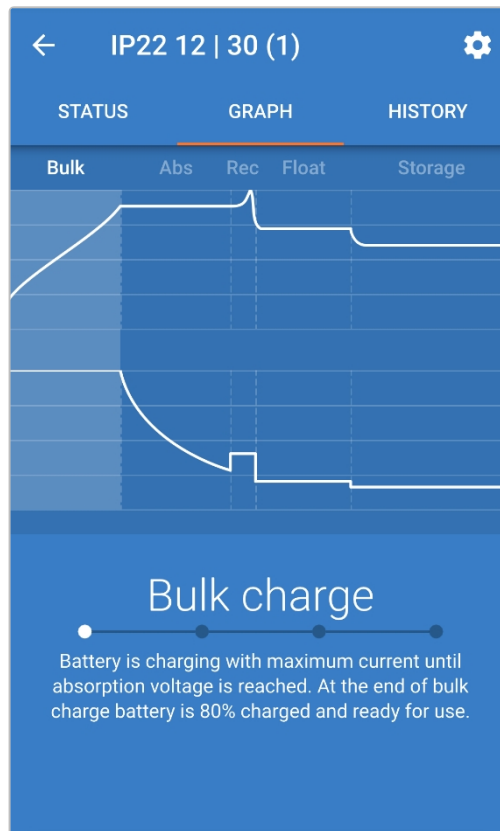 IP22 12 | 30 (1)
STATUS GRAPH HISTORY
Bulk Abs Rec Float Storage
Bulk charge
Battery is charging with maximum current until
absorption voltage is reached. At the end of bulk
charge battery is 80% charged and ready for use.